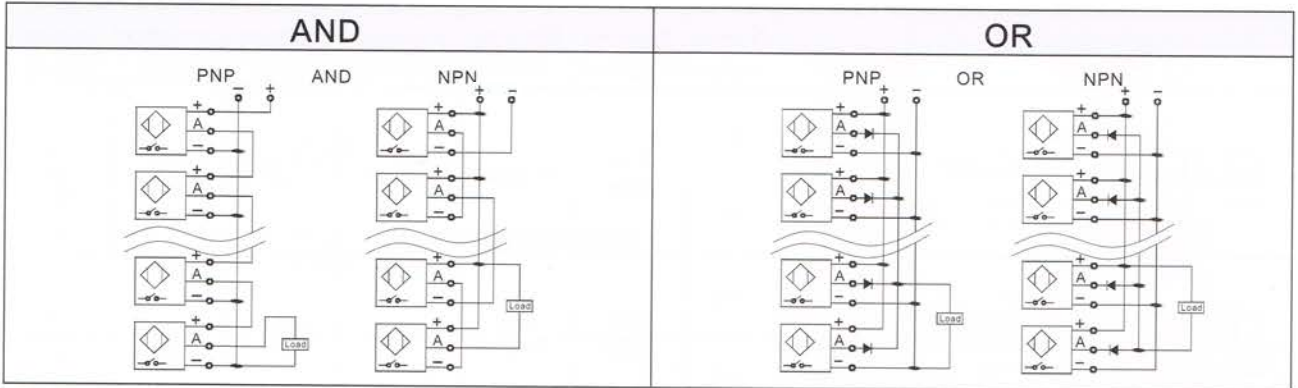 AND
OR
PNP AND NPN
PNP OR NPN
- +
+ -
+ -
+ -
+
A
-
+
A
-
+
A
-
+
A
-
Load
+
A
-
+
A
-
+
A
-
+
A
-
Load
+
A
-
+
A
-
+
A
-
+
A
-
Load
+
A
-
+
A
-
+
A
-
+
A
-
Load